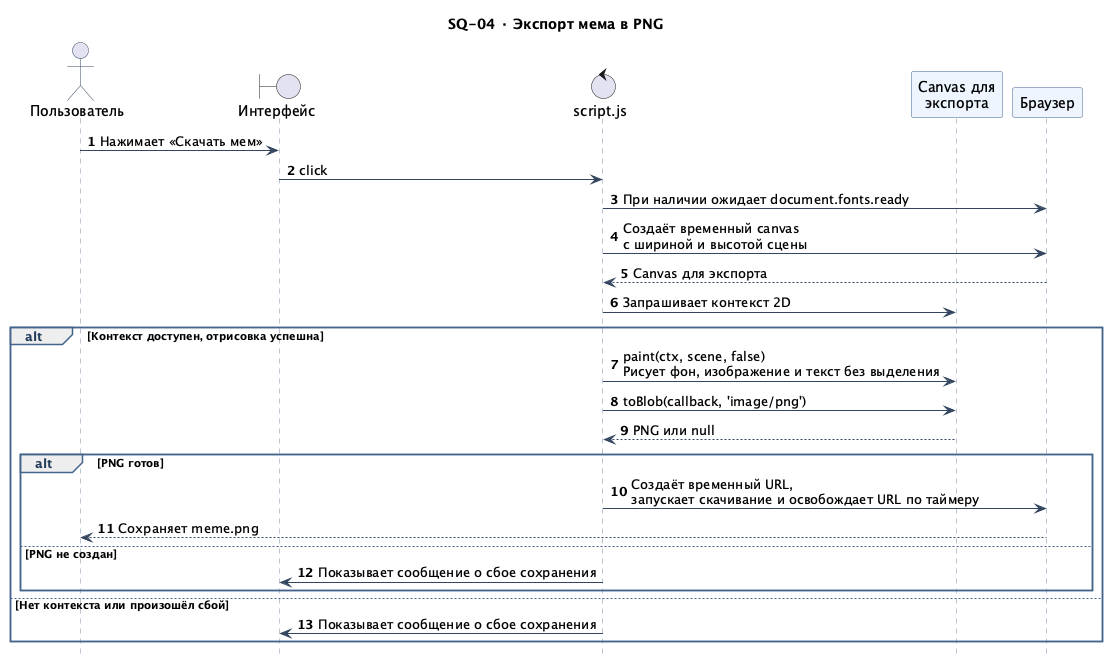 SQ-04 · Экспорт мема в PNG
Пользователь
Интерфейс
script.js
Canvas для
экспорта
Браузер
1 Нажимает «Скачать мем»
2 click
3 При наличии ожидает document.fonts.ready
4 Создаёт временный canvas
с шириной и высотой сцены
5 Canvas для экспорта
6 Запрашивает контекст 2D
alt [Контекст доступен, отрисовка успешна]
7 paint(ctx, scene, false)
Рисует фон, изображение и текст без выделения
8 toBlob(callback, 'image/png')
9 PNG или null
alt [PNG готов]
10 Создаёт временный URL,
запускает скачивание и освобождает URL по таймеру
11 Сохраняет meme.png
[PNG не создан]
12 Показывает сообщение о сбое сохранения
[Нет контекста или произошёл сбой]
13 Показывает сообщение о сбое сохранения